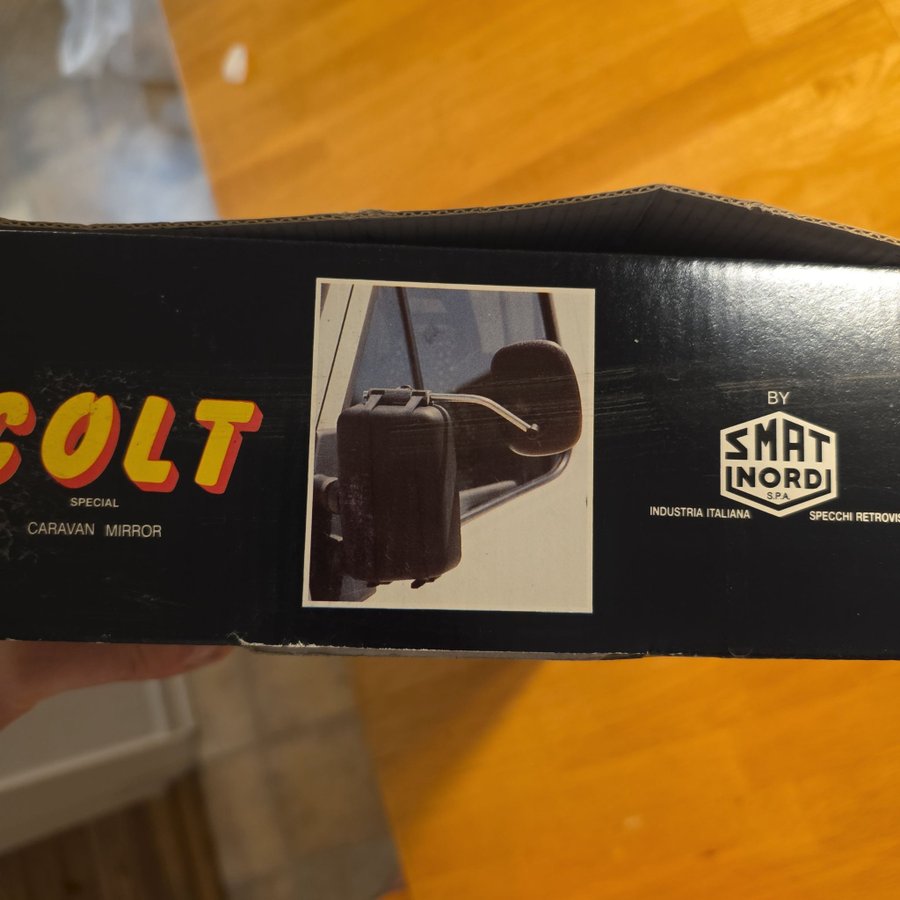 COLT
SPECIAL
CARAVAN MIRROR
BY
SMAT
NORD
S.P.A.
INDUSTRIA ITALIANA
SPECCHI RETROVIS